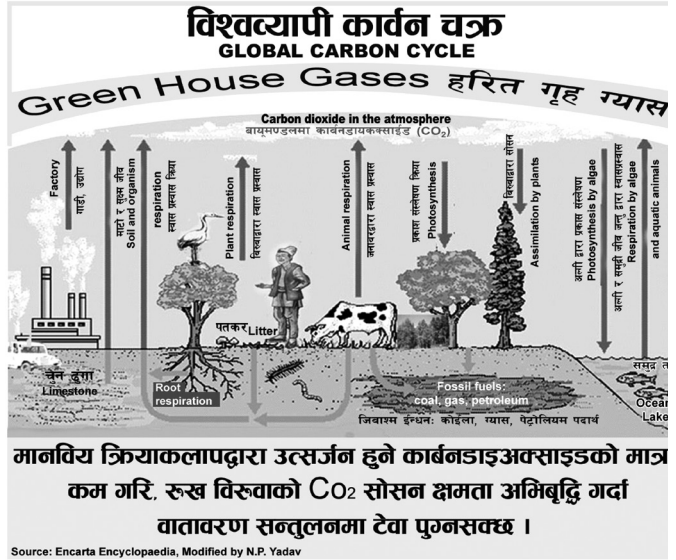 विश्वव्यापी कार्वन चक्र
GLOBAL CARBON CYCLE
Green House Gases हरित गृह ग्यास
Carbon dioxide in the atmosphere
बायूमण्डलमा कार्बनडायकक्साईड (CO₂)
Factory
गाडी, उद्योग
माटो र सुक्ष्म जीव
Soil and organism
respiration
स्वास प्रस्वास क्रिया
Plant respiration
बिरुवाद्वारा स्वास प्रस्वास
Animal respiration
जनावरद्वारा स्वास प्रस्वास
प्रकास संस्लेषण क्रिया
Photosynthesis
बिरुवाद्वारा सोसन
Assimilation by plants
अल्गी द्वारा प्रकास संस्लेषण
Photosynthesis by algae
अल्गी र समुद्री जीव जन्तु द्वारा स्वासप्रस्वास
Respiration by algae
and aquatic animals
पतकर Litter
चुन ढुंगा
Limestone
Root
respiration
Fossil fuels:
coal, gas, petroleum
जिबाश्म ईन्धन: कोईला, ग्यास, पेट्रोलियम पदार्थ
समुद्र त
Ocean
Lake
मानविय क्रियाकलापद्वारा उत्सर्जन हुने कार्बनडाइअक्साइडको मात्र
कम गरि, रुख विरुवाको Co₂ सोसन क्षमता अभिबृद्धि गर्दा
वातावरण सन्तुलनमा टेवा पुग्नसक्छ ।
Source: Encarta Encyclopaedia, Modified by N.P. Yadav